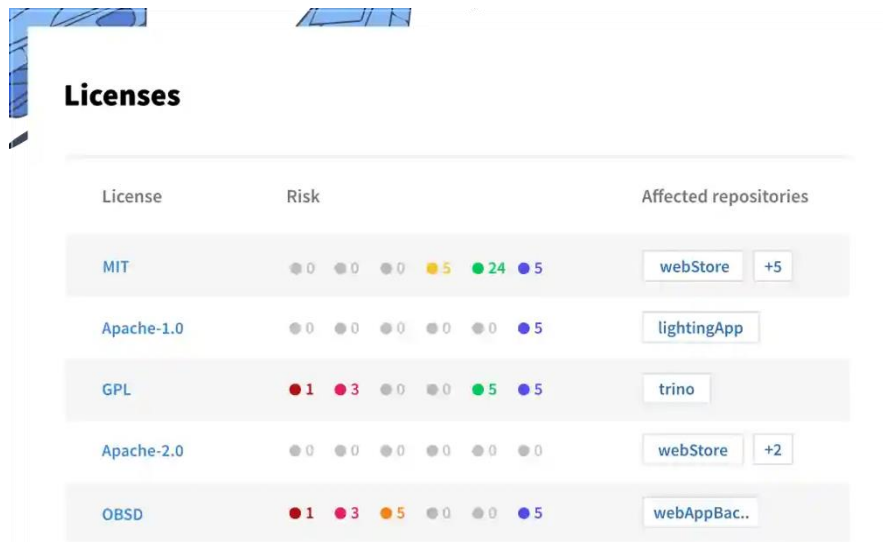 Licenses
License Risk Affected repositories
MIT 0 0 0 5 24 5 webStore +5
Apache-1.0 0 0 0 0 0 5 lightingApp
GPL 1 3 0 0 5 5 trino
Apache-2.0 0 0 0 0 0 0 webStore +2
OBSD 1 3 5 0 0 5 webAppBac..